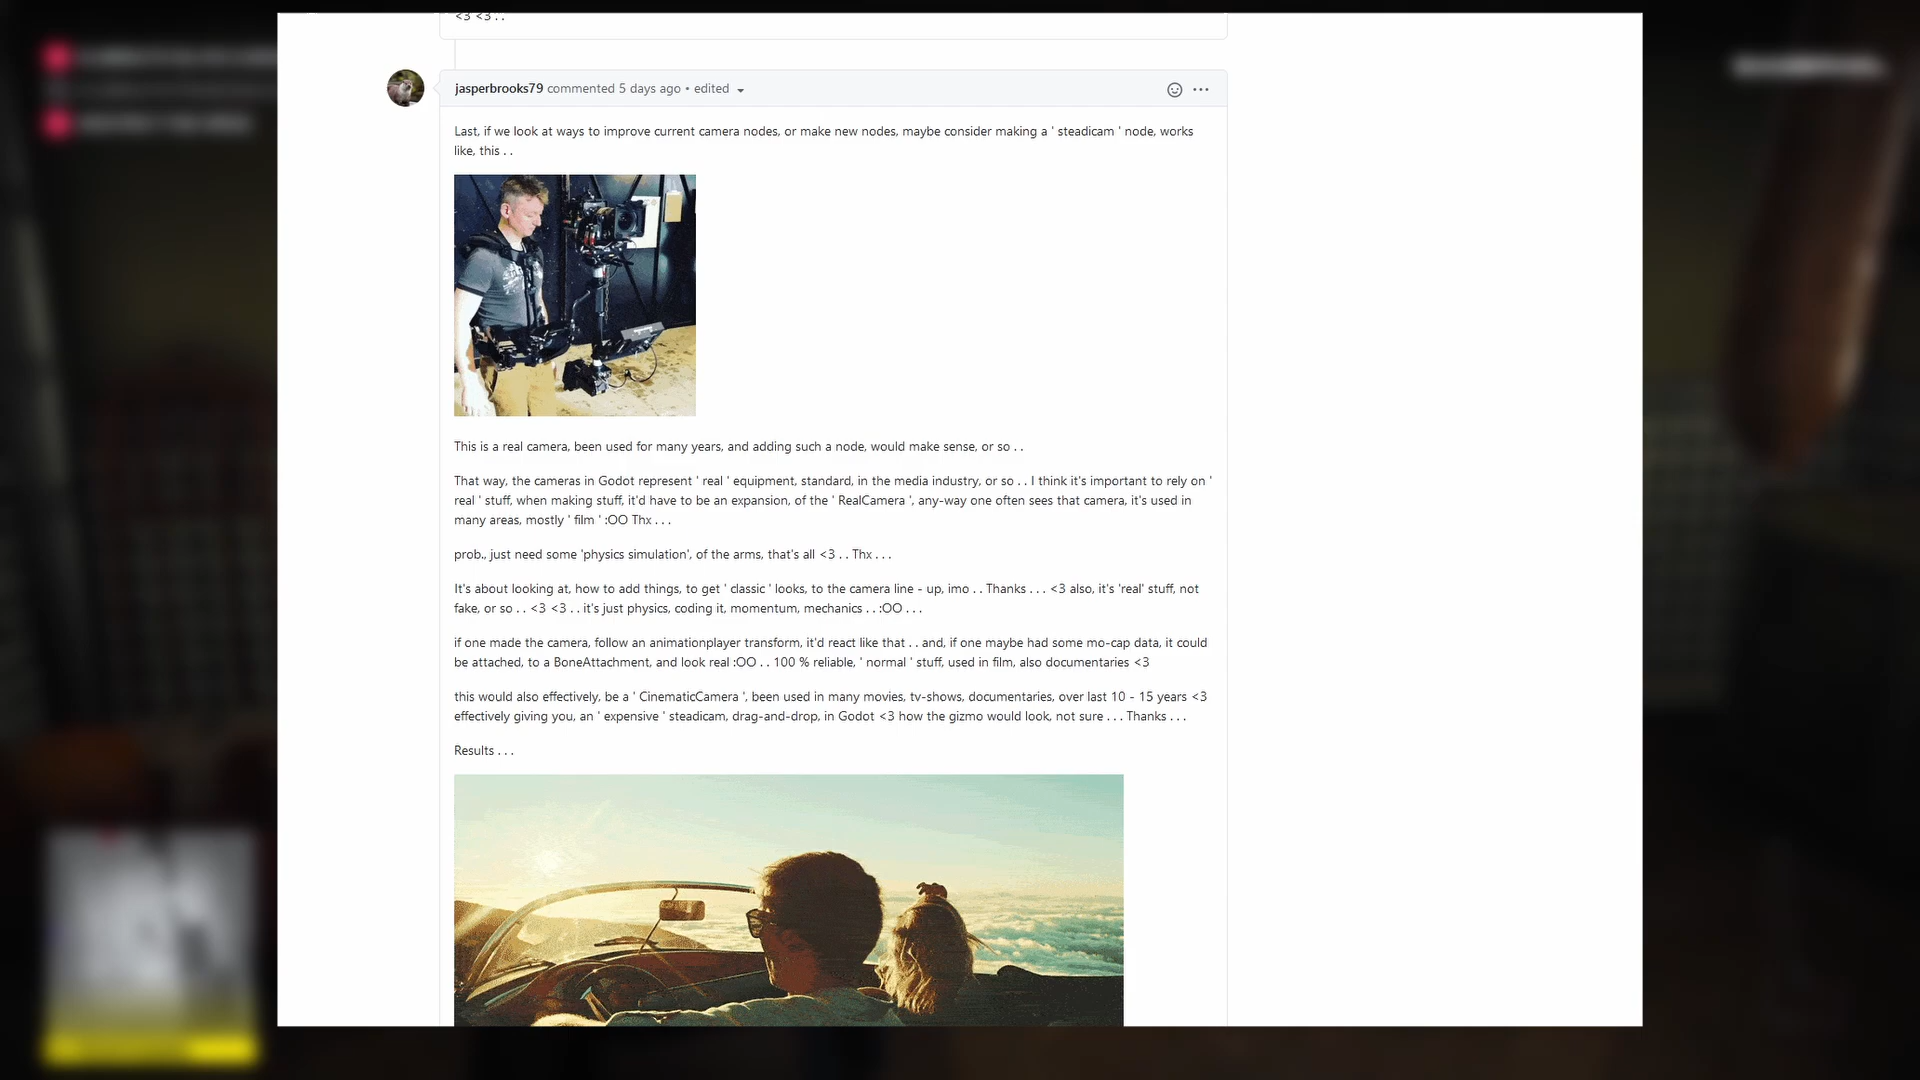 <3 <3 . .
jasperbrooks79 commented 5 days ago • edited
Last, if we look at ways to improve current camera nodes, or make new nodes, maybe consider making a ' steadicam ' node, works
like, this . .
This is a real camera, been used for many years, and adding such a node, would make sense, or so . .
That way, the cameras in Godot represent ' real ' equipment, standard, in the media industry, or so . . I think it's important to rely on '
real ' stuff, when making stuff, it'd have to be an expansion, of the ' RealCamera ', any-way one often sees that camera, it's used in
many areas, mostly ' film ' :OO Thx . . .
prob., just need some 'physics simulation', of the arms, that's all <3 . . Thx . . .
It's about looking at, how to add things, to get ' classic ' looks, to the camera line - up, imo . . Thanks . . . <3 also, it's 'real' stuff, not
fake, or so . . <3 <3 . . it's just physics, coding it, momentum, mechanics . . :OO . . .
if one made the camera, follow an animationplayer transform, it'd react like that . . and, if one maybe had some mo-cap data, it could
be attached, to a BoneAttachment, and look real :OO . . 100 % reliable, ' normal ' stuff, used in film, also documentaries <3
this would also effectively, be a ' CinematicCamera ', been used in many movies, tv-shows, documentaries, over last 10 - 15 years <3
effectively giving you, an ' expensive ' steadicam, drag-and-drop, in Godot <3 how the gizmo would look, not sure . . . Thanks . . .
Results . . .